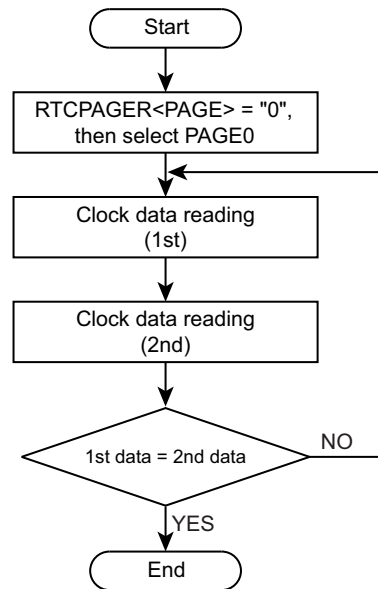 Start
RTCPAGER<PAGE> = "0",
then select PAGE0
Clock data reading
(1st)
Clock data reading
(2nd)
1st data = 2nd data
NO
YES
End